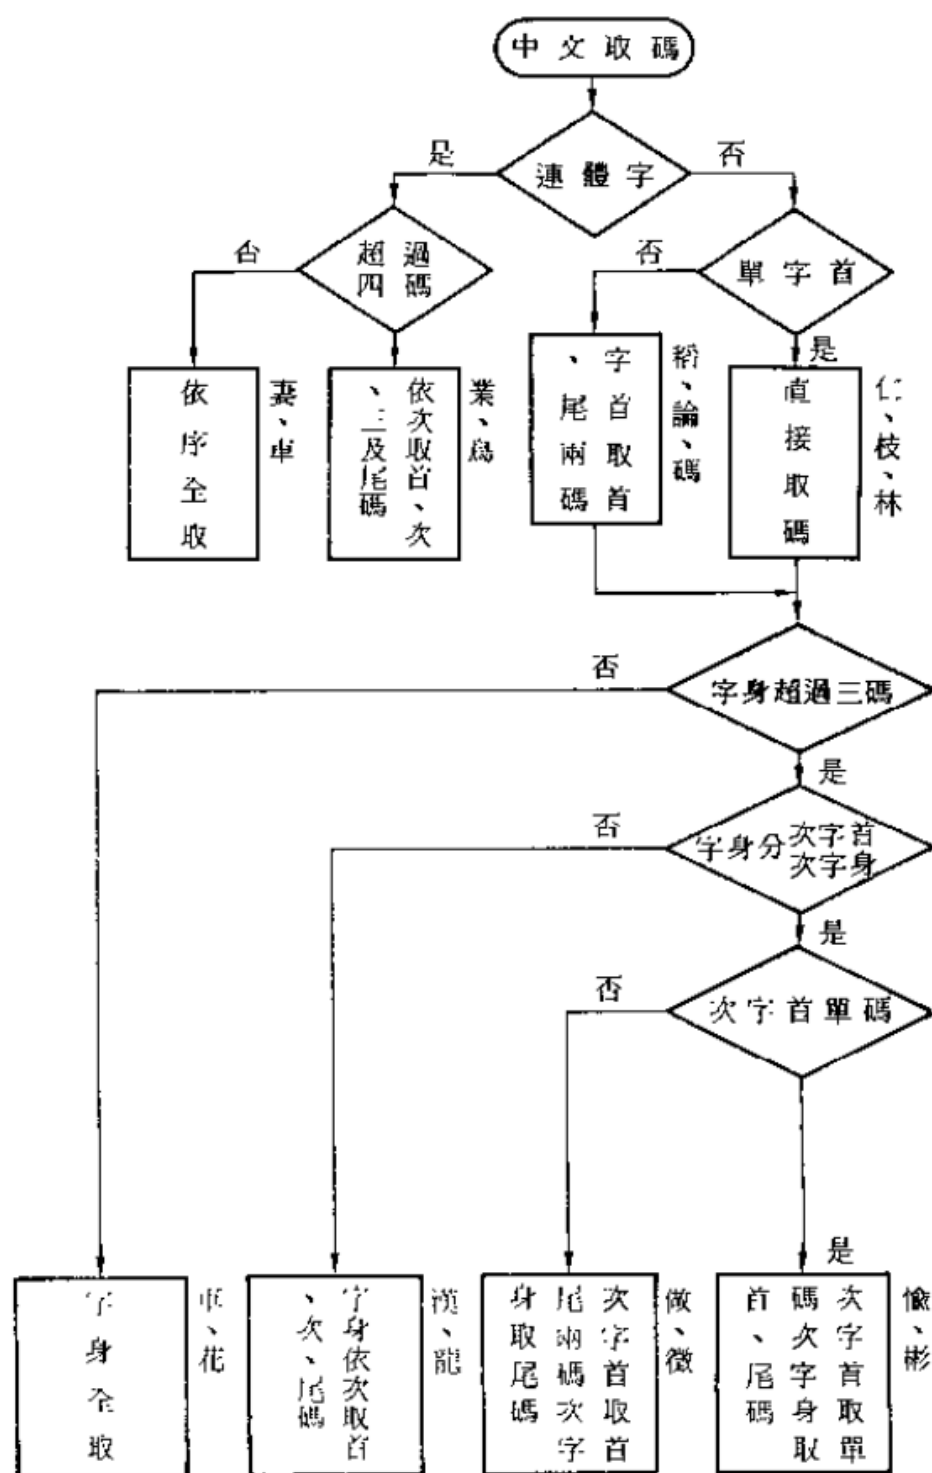 中文取碼
連體字
是
否
超過
四碼
單字首
否
否
是
依序全取
妻、車
依次取首、次
、三及尾碼
業、烏
字首取首
、尾兩碼
稻、論、碼
直接取碼
仁、枝、林
字身超過三碼
否
是
字身分次字首
次字身
否
是
次字首單碼
否
是
字身全取
花
字身依次取首
、次、尾碼
漢、龍
次字首取首
尾兩碼次字
身取尾碼
做、徵
次字首取單
碼次字身取
首、尾碼
愉、彬